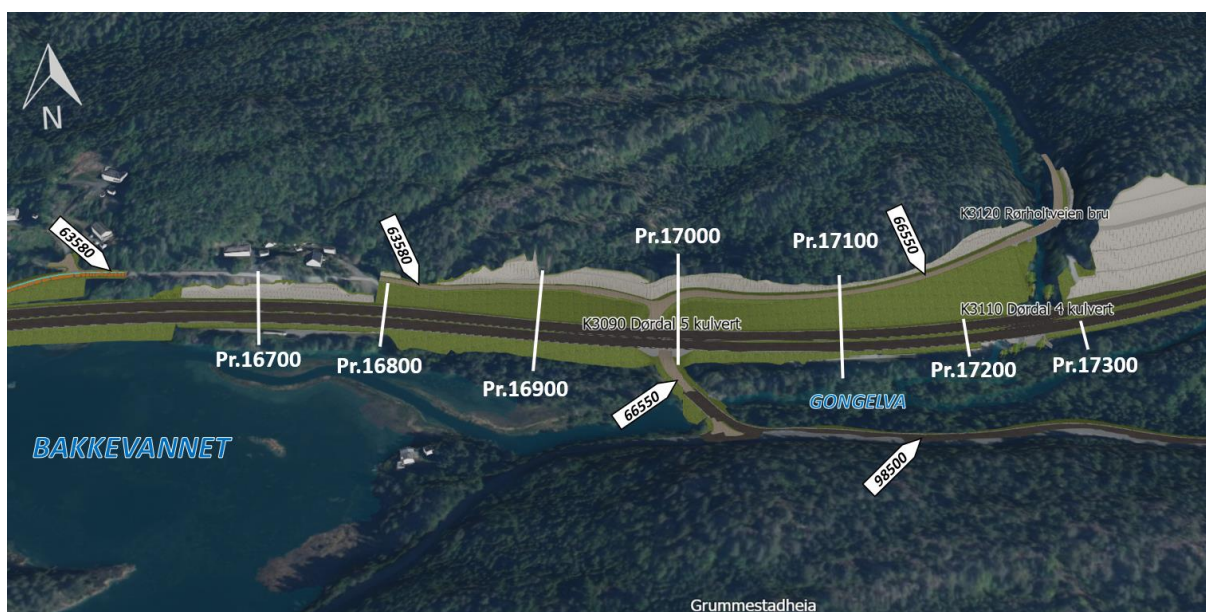 N
63580
63580
66550
Pr.17000
Pr.17100
K3120 Rørholtveien bru
K3090 Dørdal 5 kulvert
K3110 Dørdal 4 kulvert
Pr.16700
Pr.16800
Pr.16900
Pr.17200
Pr.17300
66550
GONGELVA
BAKKEVANNET
98500
Grummestadheia